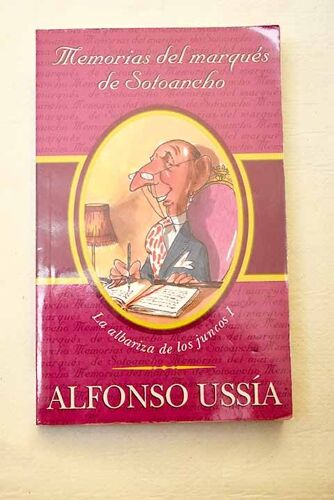 Memorias del marqués
de Sotoancho
La albariza de los juncos I
ALFONSO USSÍA